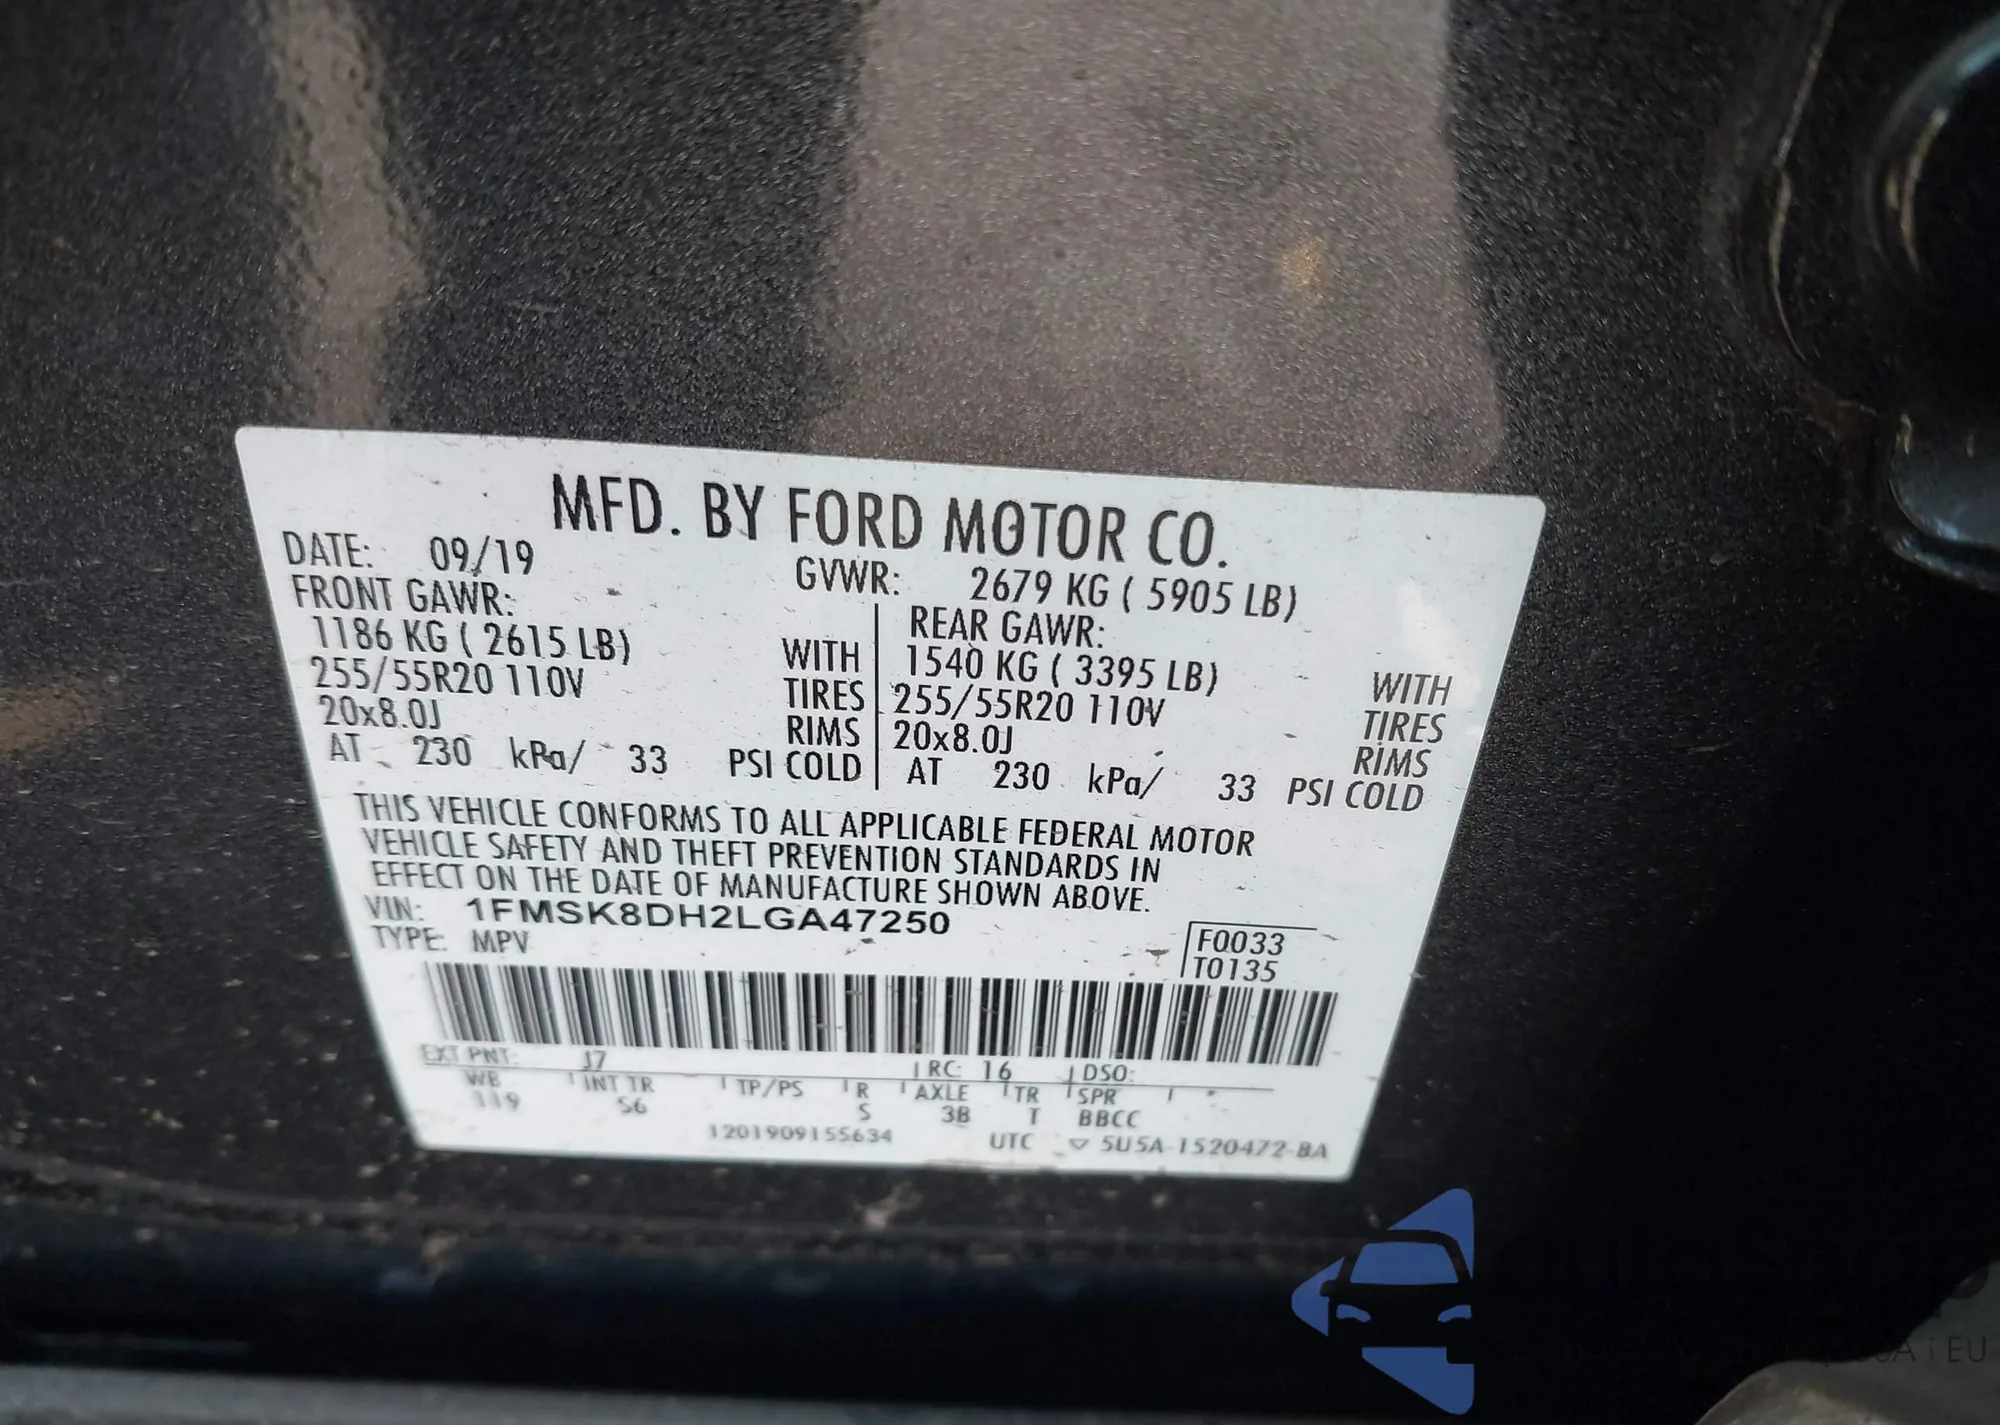 MFD. BY FORD MOTOR CO.
DATE: 09/19
GVWR: 2679 KG ( 5905 LB)
FRONT GAWR:
1186 KG ( 2615 LB) WITH
255/55R20 110V TIRES
20x8.0J RIMS
AT 230 kPa/ 33 PSI COLD
REAR GAWR:
1540 KG ( 3395 LB) WITH
255/55R20 110V TIRES
20x8.0J RIMS
AT 230 kPa/ 33 PSI COLD
THIS VEHICLE CONFORMS TO ALL APPLICABLE FEDERAL MOTOR
VEHICLE SAFETY AND THEFT PREVENTION STANDARDS IN
EFFECT ON THE DATE OF MANUFACTURE SHOWN ABOVE.
VIN: 1FMSK8DH2LGA47250
TYPE: MPV
F0033
T0135
EXT PNT: J7 RC: 16 DSO:
WB INT TR TP/PS R AXLE TR SPR
119 S6 S 3B T BBCC
1201909155634 UTC ▽ 5U5A-1520472-BA
i EU